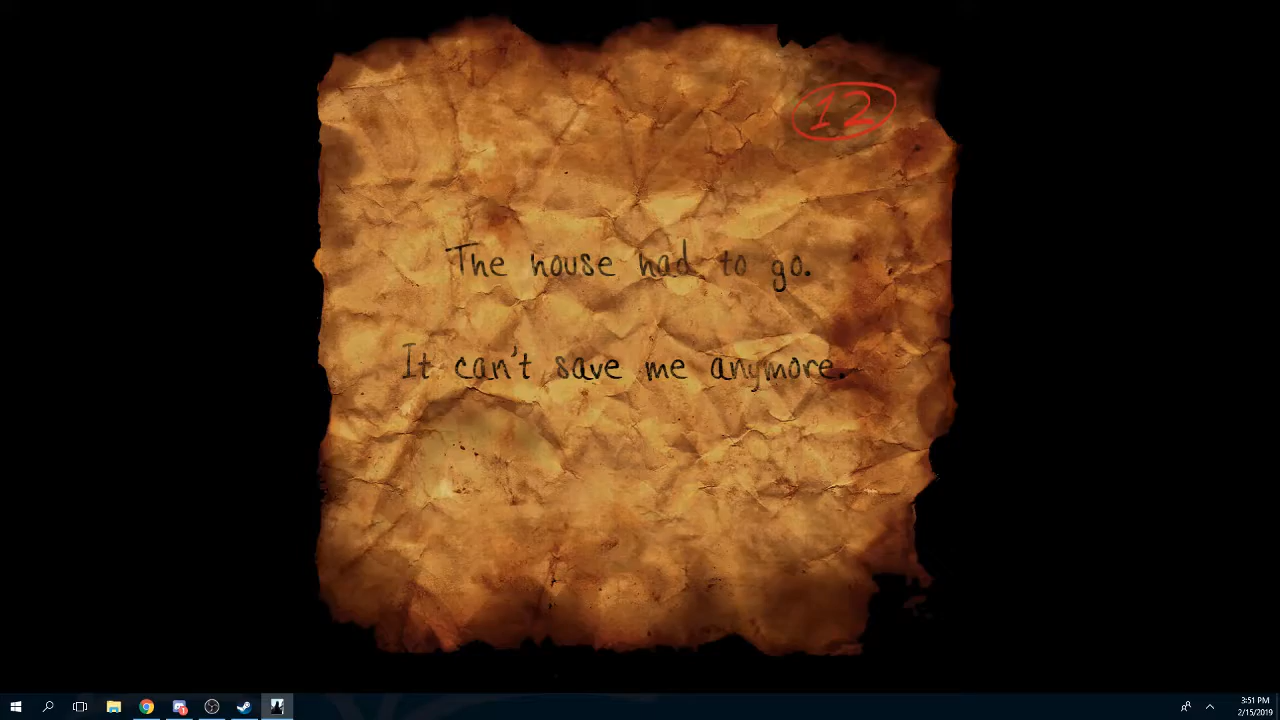 12
The house had to go.
It can't save me anymore.
3:51 PM
2/15/2019